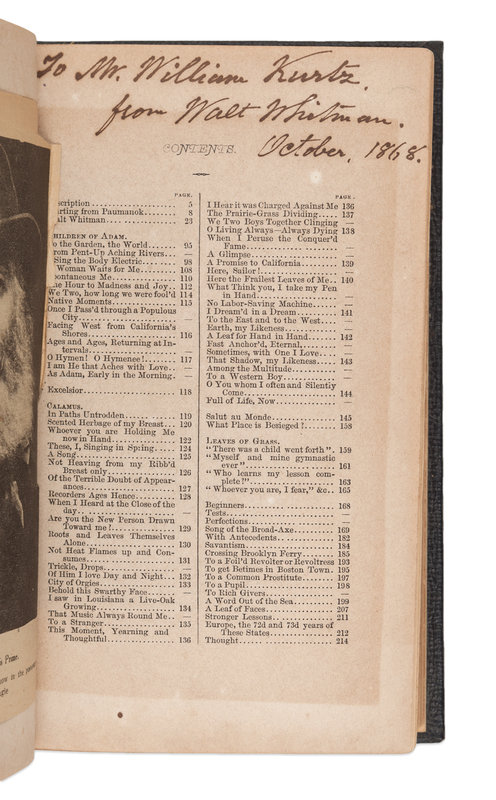 To Mr. William Kurtz
from Walt Whitman.
October, 1868.
CONTENTS.
PAGE.
scription 5
arting from Paumanok 8
alt Whitman 23
CHILDREN OF ADAM.
To the Garden, the World 95
From Pent-Up Aching Rivers —
I Sing the Body Electric 98
A Woman Waits for Me 108
Spontaneous Me 110
One Hour to Madness and Joy 112
We Two, how long we were fool'd 114
Native Moments 115
Once I Pass'd through a Populous
City —
Facing West from California's
Shores 116
Ages and Ages, Returning at In-
tervals —
O Hymen! O Hymenee! 117
I am He that Aches with Love —
As Adam, Early in the Morning —
Excelsior 118
CALAMUS.
In Paths Untrodden 119
Scented Herbage of my Breast 120
Whoever you are Holding Me
now in Hand 122
These, I, Singing in Spring 124
A Song 125
Not Heaving from my Ribb'd
Breast only 126
Of the Terrible Doubt of Appear-
ances 127
Recorders Ages Hence 128
When I Heard at the Close of the
day —
Are you the New Person Drawn
Toward me? 129
Roots and Leaves Themselves
Alone 130
Not Heat Flames up and Con-
sumes 131
Trickle, Drops —
Of Him I love Day and Night 132
City of Orgies 133
Behold this Swarthy Face —
I saw in Louisiana a Live-Oak
Growing 134
That Music Always Round Me —
To a Stranger 135
This Moment, Yearning and
Thoughtful 136
PAGE.
I Hear it was Charged Against Me 136
The Prairie-Grass Dividing 137
We Two Boys Together Clinging —
O Living Always—Always Dying 138
When I Peruse the Conquer'd
Fame —
A Glimpse —
A Promise to California 139
Here, Sailor! —
Here the Frailest Leaves of Me 140
What Think you, I take my Pen
in Hand —
No Labor-Saving Machine —
I Dream'd in a Dream 141
To the East and to the West —
Earth, my Likeness —
A Leaf for Hand in Hand 142
Fast Anchor'd, Eternal, —
Sometimes, with One I Love —
That Shadow, my Likeness 143
Among the Multitude —
To a Western Boy —
O You whom I often and Silently
Come 144
Full of Life, Now —
Salut au Monde 145
What Place is Besieged? 158
LEAVES OF GRASS.
"There was a child went forth" 159
"Myself and mine gymnastic
ever" 161
"Who learns my lesson com-
plete?" 163
"Whoever you are, I fear," &c. 165
Beginners 168
Tests —
Perfections —
Song of the Broad-Axe 169
With Antecedents 182
Savantism 184
Crossing Brooklyn Ferry 185
To a Foil'd Revolter or Revoltress 193
To get Betimes in Boston Town 195
To a Common Prostitute 197
To a Pupil 198
To Rich Givers —
A Word Out of the Sea 199
A Leaf of Faces 207
Stronger Lessons 211
Europe, the 72d and 73d years of
These States 212
Thought 214